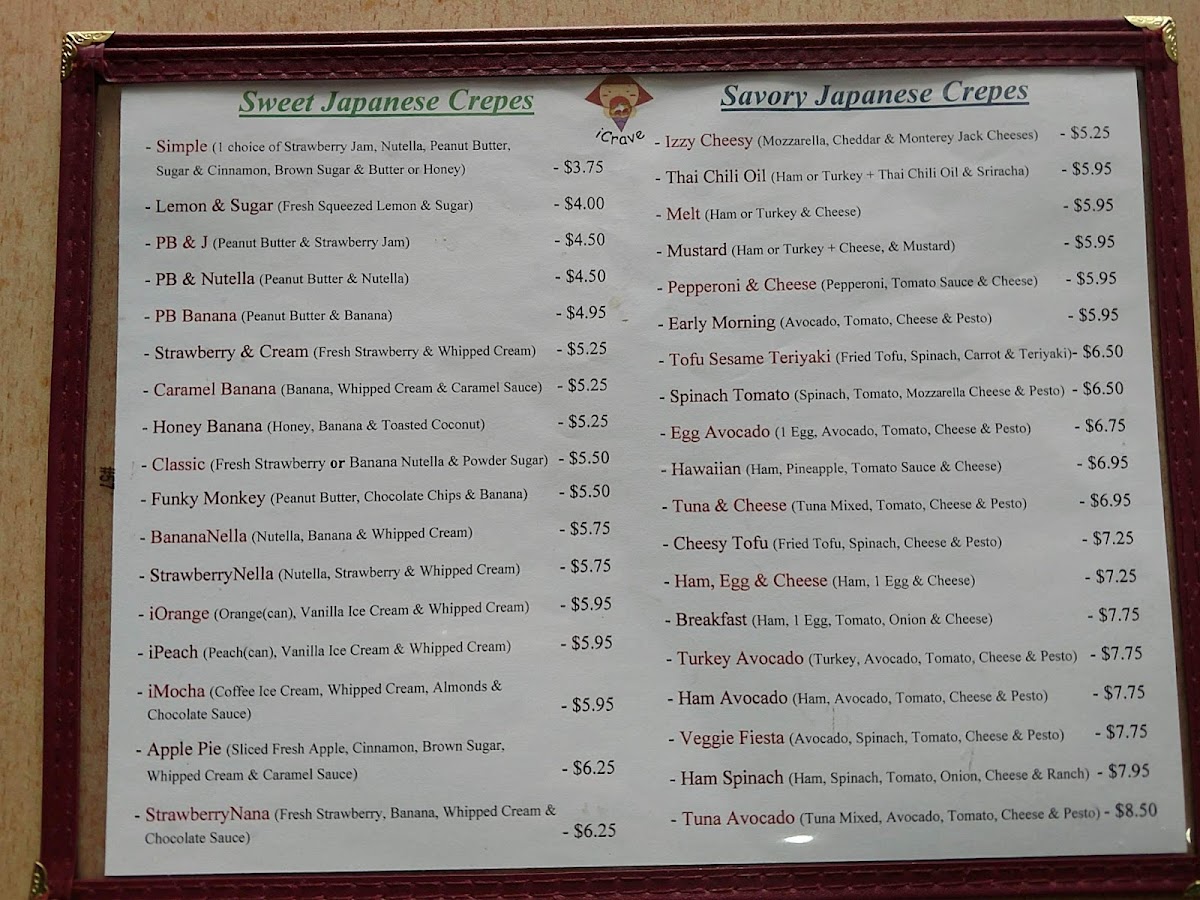 Sweet Japanese Crepes
- Simple (1 choice of Strawberry Jam, Nutella, Peanut Butter,
Sugar & Cinnamon, Brown Sugar & Butter or Honey) - $3.75
- Lemon & Sugar (Fresh Squeezed Lemon & Sugar) - $4.00
- PB & J (Peanut Butter & Strawberry Jam) - $4.50
- PB & Nutella (Peanut Butter & Nutella) - $4.50
- PB Banana (Peanut Butter & Banana) - $4.95
- Strawberry & Cream (Fresh Strawberry & Whipped Cream) - $5.25
- Caramel Banana (Banana, Whipped Cream & Caramel Sauce) - $5.25
- Honey Banana (Honey, Banana & Toasted Coconut) - $5.25
- Classic (Fresh Strawberry or Banana Nutella & Powder Sugar) - $5.50
- Funky Monkey (Peanut Butter, Chocolate Chips & Banana) - $5.50
- BananaNella (Nutella, Banana & Whipped Cream) - $5.75
- StrawberryNella (Nutella, Strawberry & Whipped Cream) - $5.75
- iOrange (Orange(can), Vanilla Ice Cream & Whipped Cream) - $5.95
- iPeach (Peach(can), Vanilla Ice Cream & Whipped Cream) - $5.95
- iMocha (Coffee Ice Cream, Whipped Cream, Almonds &
Chocolate Sauce) - $5.95
- Apple Pie (Sliced Fresh Apple, Cinnamon, Brown Sugar,
Whipped Cream & Caramel Sauce) - $6.25
- StrawberryNana (Fresh Strawberry, Banana, Whipped Cream &
Chocolate Sauce) - $6.25
iCrave
Savory Japanese Crepes
- Izzy Cheesy (Mozzarella, Cheddar & Monterey Jack Cheeses) - $5.25
- Thai Chili Oil (Ham or Turkey + Thai Chili Oil & Sriracha) - $5.95
- Melt (Ham or Turkey & Cheese) - $5.95
- Mustard (Ham or Turkey + Cheese, & Mustard) - $5.95
- Pepperoni & Cheese (Pepperoni, Tomato Sauce & Cheese) - $5.95
- Early Morning (Avocado, Tomato, Cheese & Pesto) - $5.95
- Tofu Sesame Teriyaki (Fried Tofu, Spinach, Carrot & Teriyaki)- $6.50
- Spinach Tomato (Spinach, Tomato, Mozzarella Cheese & Pesto) - $6.50
- Egg Avocado (1 Egg, Avocado, Tomato, Cheese & Pesto) - $6.75
- Hawaiian (Ham, Pineapple, Tomato Sauce & Cheese) - $6.95
- Tuna & Cheese (Tuna Mixed, Tomato, Cheese & Pesto) - $6.95
- Cheesy Tofu (Fried Tofu, Spinach, Cheese & Pesto) - $7.25
- Ham, Egg & Cheese (Ham, 1 Egg & Cheese) - $7.25
- Breakfast (Ham, 1 Egg, Tomato, Onion & Cheese) - $7.75
- Turkey Avocado (Turkey, Avocado, Tomato, Cheese & Pesto) - $7.75
- Ham Avocado (Ham, Avocado, Tomato, Cheese & Pesto) - $7.75
- Veggie Fiesta (Avocado, Spinach, Tomato, Cheese & Pesto) - $7.75
- Ham Spinach (Ham, Spinach, Tomato, Onion, Cheese & Ranch) - $7.95
- Tuna Avocado (Tuna Mixed, Avocado, Tomato, Cheese & Pesto) - $8.50